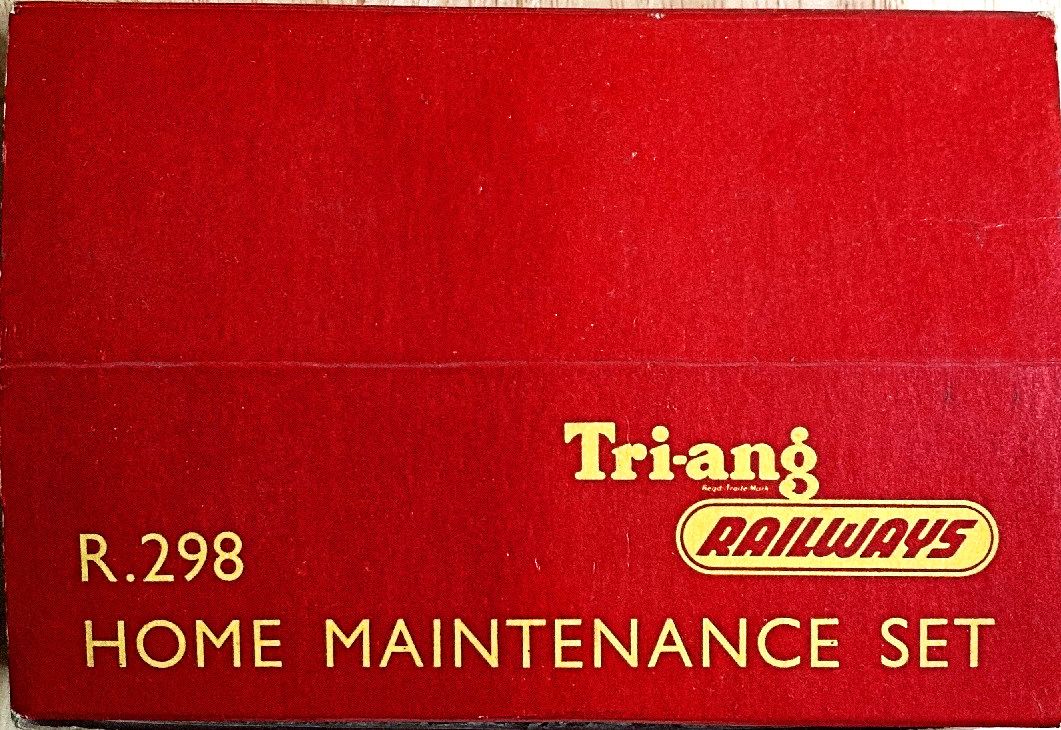 Tri-ang
Regd. Trade Mark
RAILWAYS
R.298
HOME MAINTENANCE SET